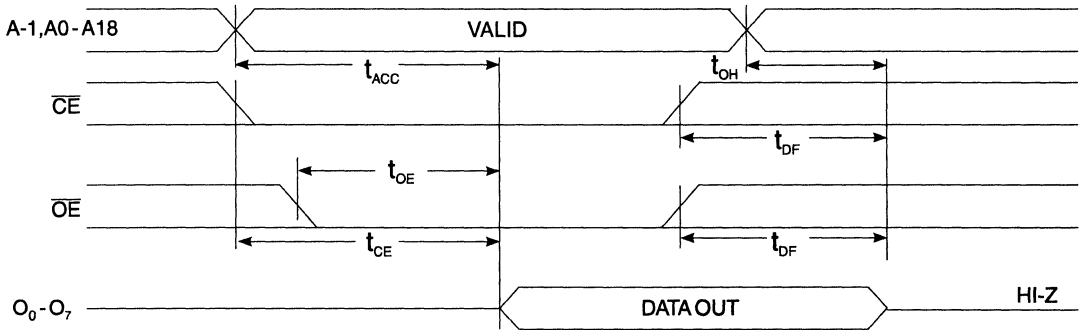 A-1,A0-A18
VALID
tACC
tOH
CE
tDF
tOE
OE
tCE
tDF
O0-O7
DATA OUT
HI-Z